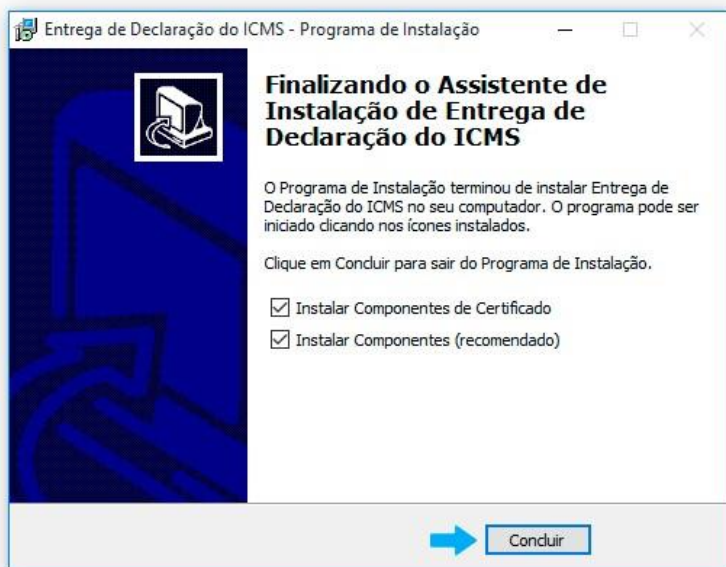 Entrega de Declaração do ICMS - Programa de Instalação
Finalizando o Assistente de
Instalação de Entrega de
Declaração do ICMS
O Programa de Instalação terminou de instalar Entrega de
Declaração do ICMS no seu computador. O programa pode ser
iniciado clicando nos ícones instalados.
Clique em Concluir para sair do Programa de Instalação.
Instalar Componentes de Certificado
Instalar Componentes (recomendado)
Concluir